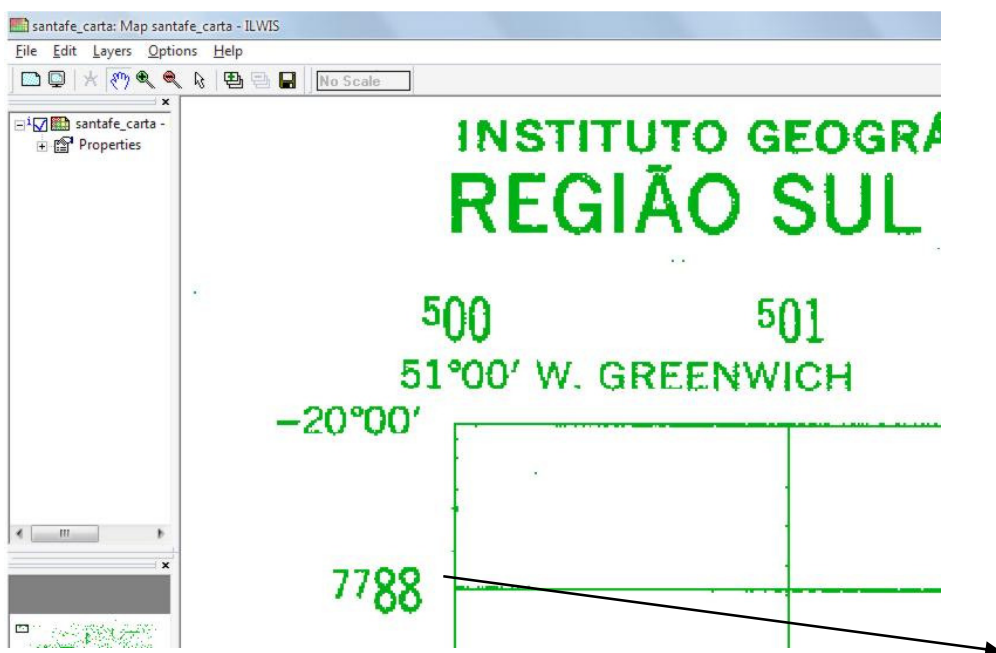 santafe_carta: Map santafe_carta - ILWIS
File Edit Layers Options Help
No Scale
santafe_carta -
Properties
INSTITUTO GEOGRÁ
REGIÃO SUL
500 501
51°00′ W. GREENWICH
-20°00′
7788